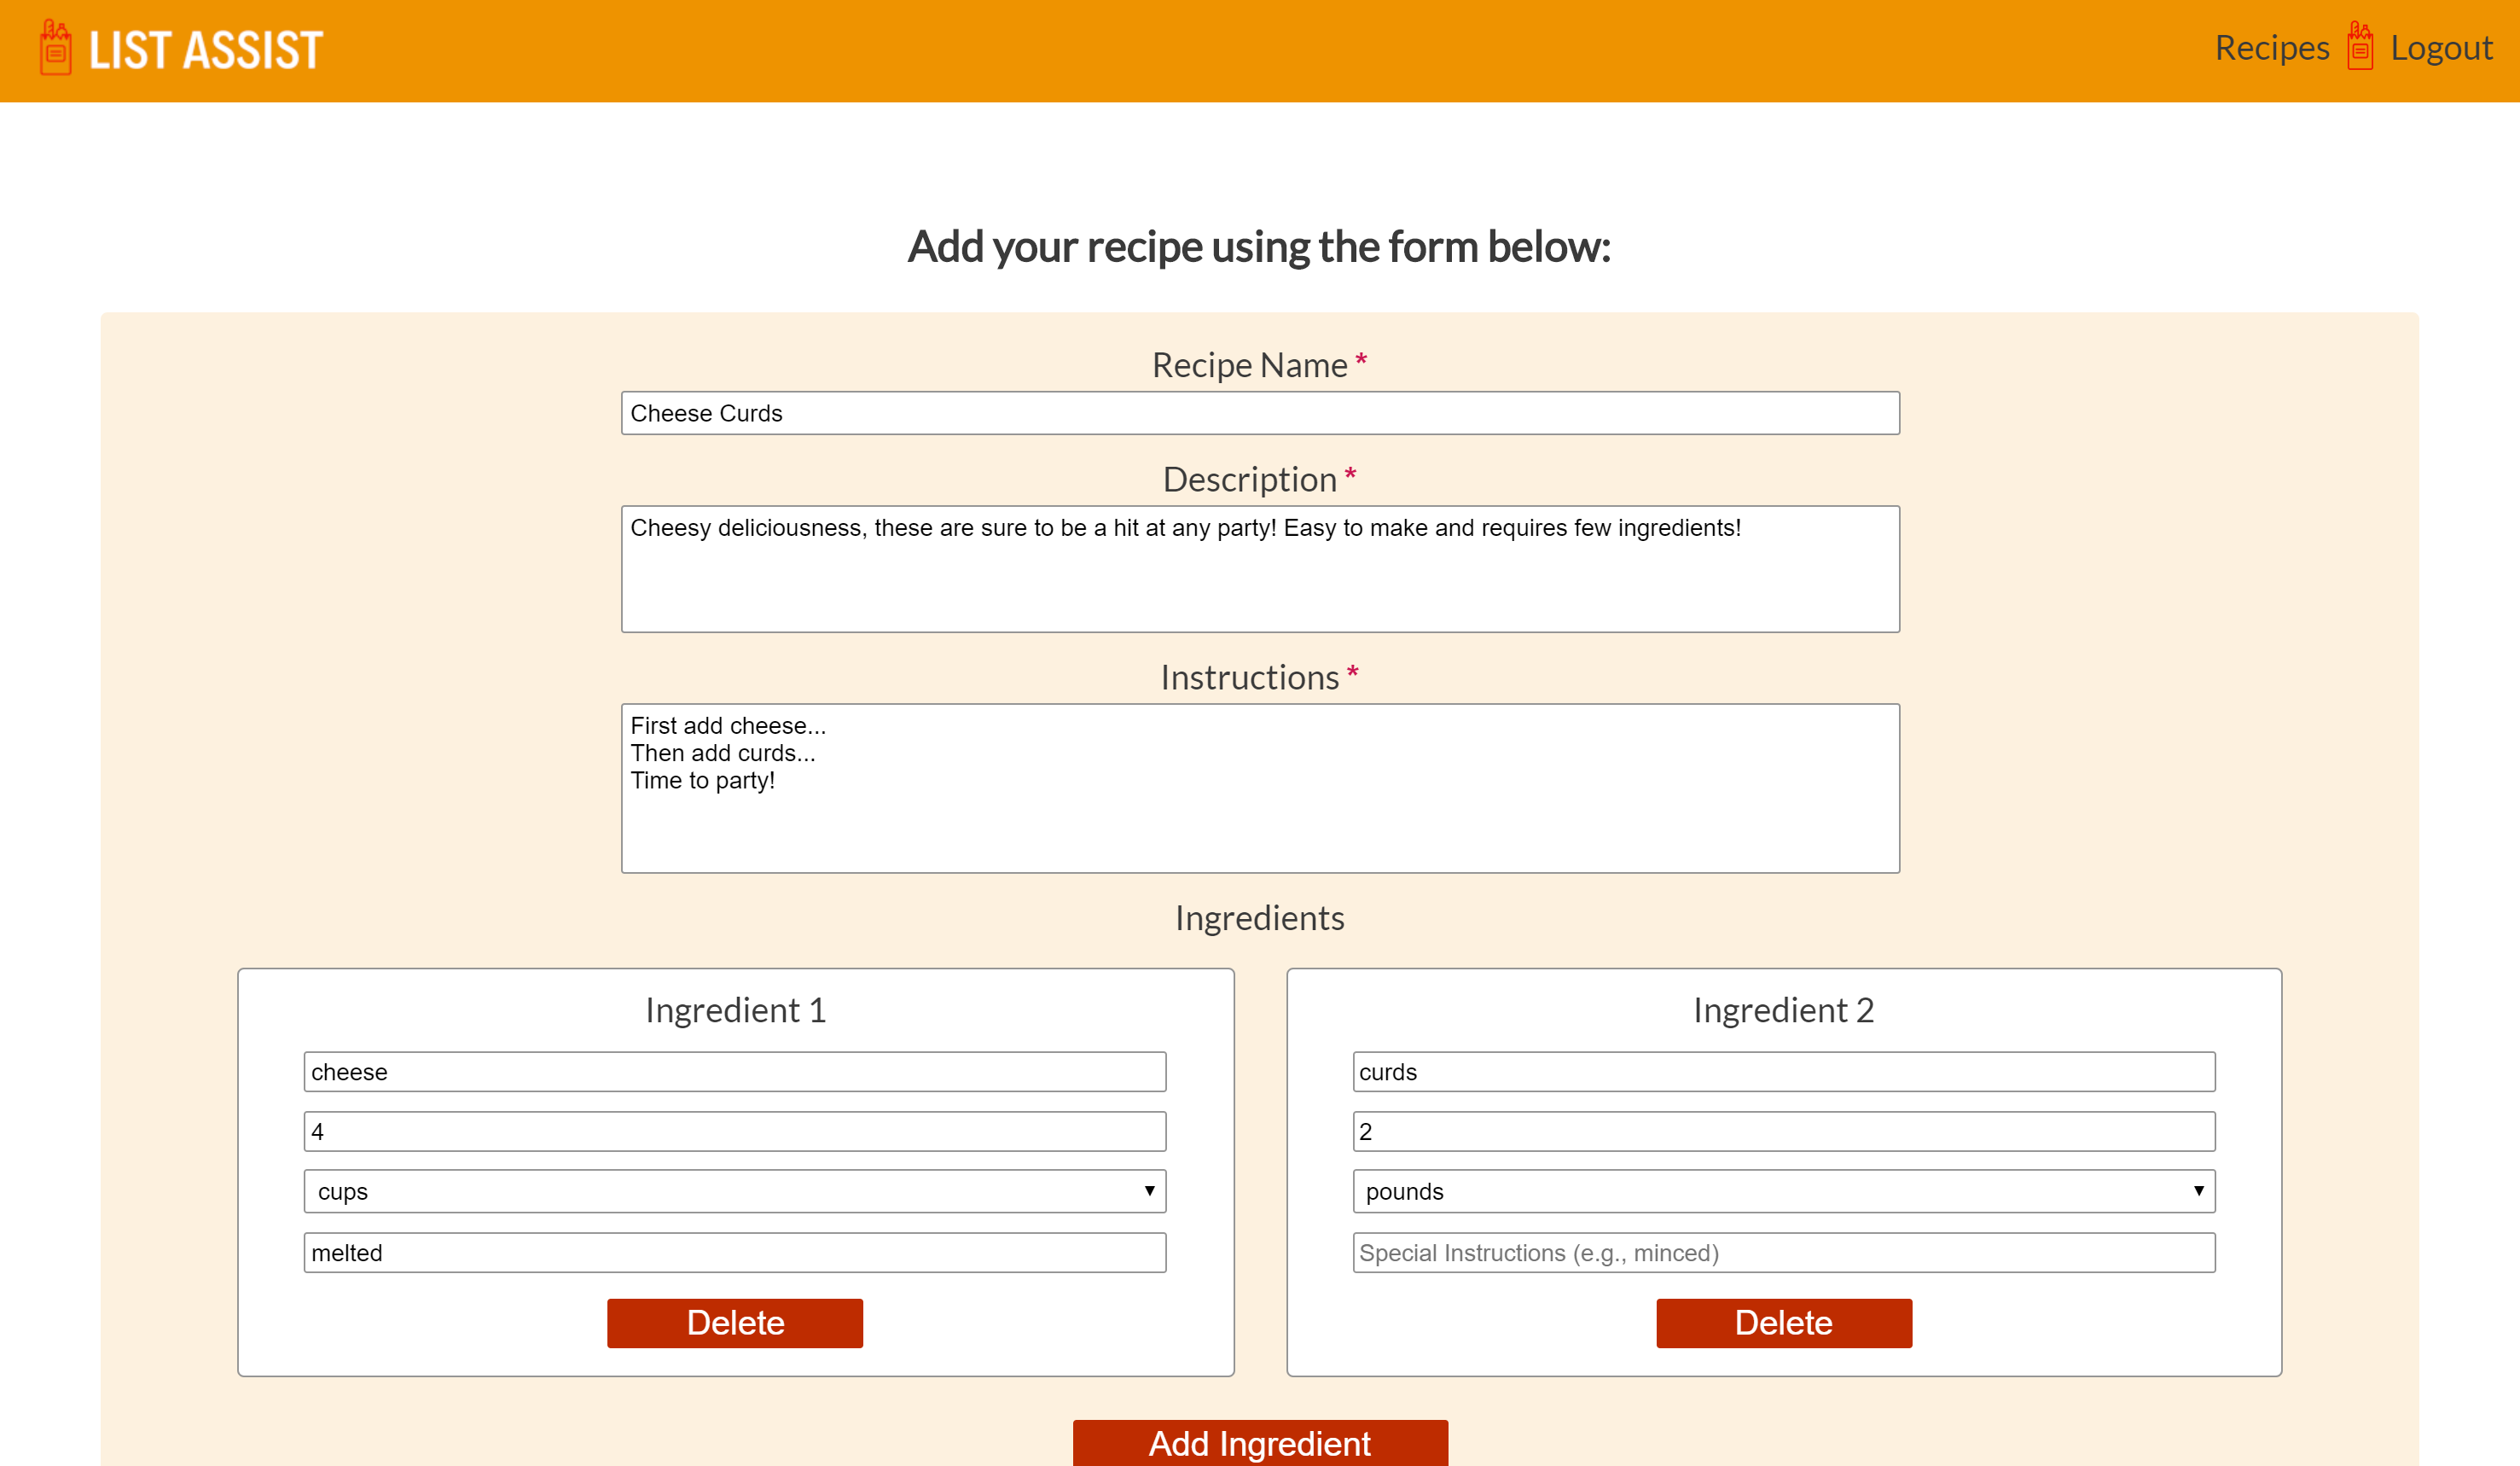 LIST ASSIST
Recipes Logout
Add your recipe using the form below:
Recipe Name *
Cheese Curds
Description *
Cheesy deliciousness, these are sure to be a hit at any party! Easy to make and requires few ingredients!
Instructions *
First add cheese...
Then add curds...
Time to party!
Ingredients
Ingredient 1
cheese
4
cups
melted
Delete
Ingredient 2
curds
2
pounds
Special Instructions (e.g., minced)
Delete
Add Ingredient